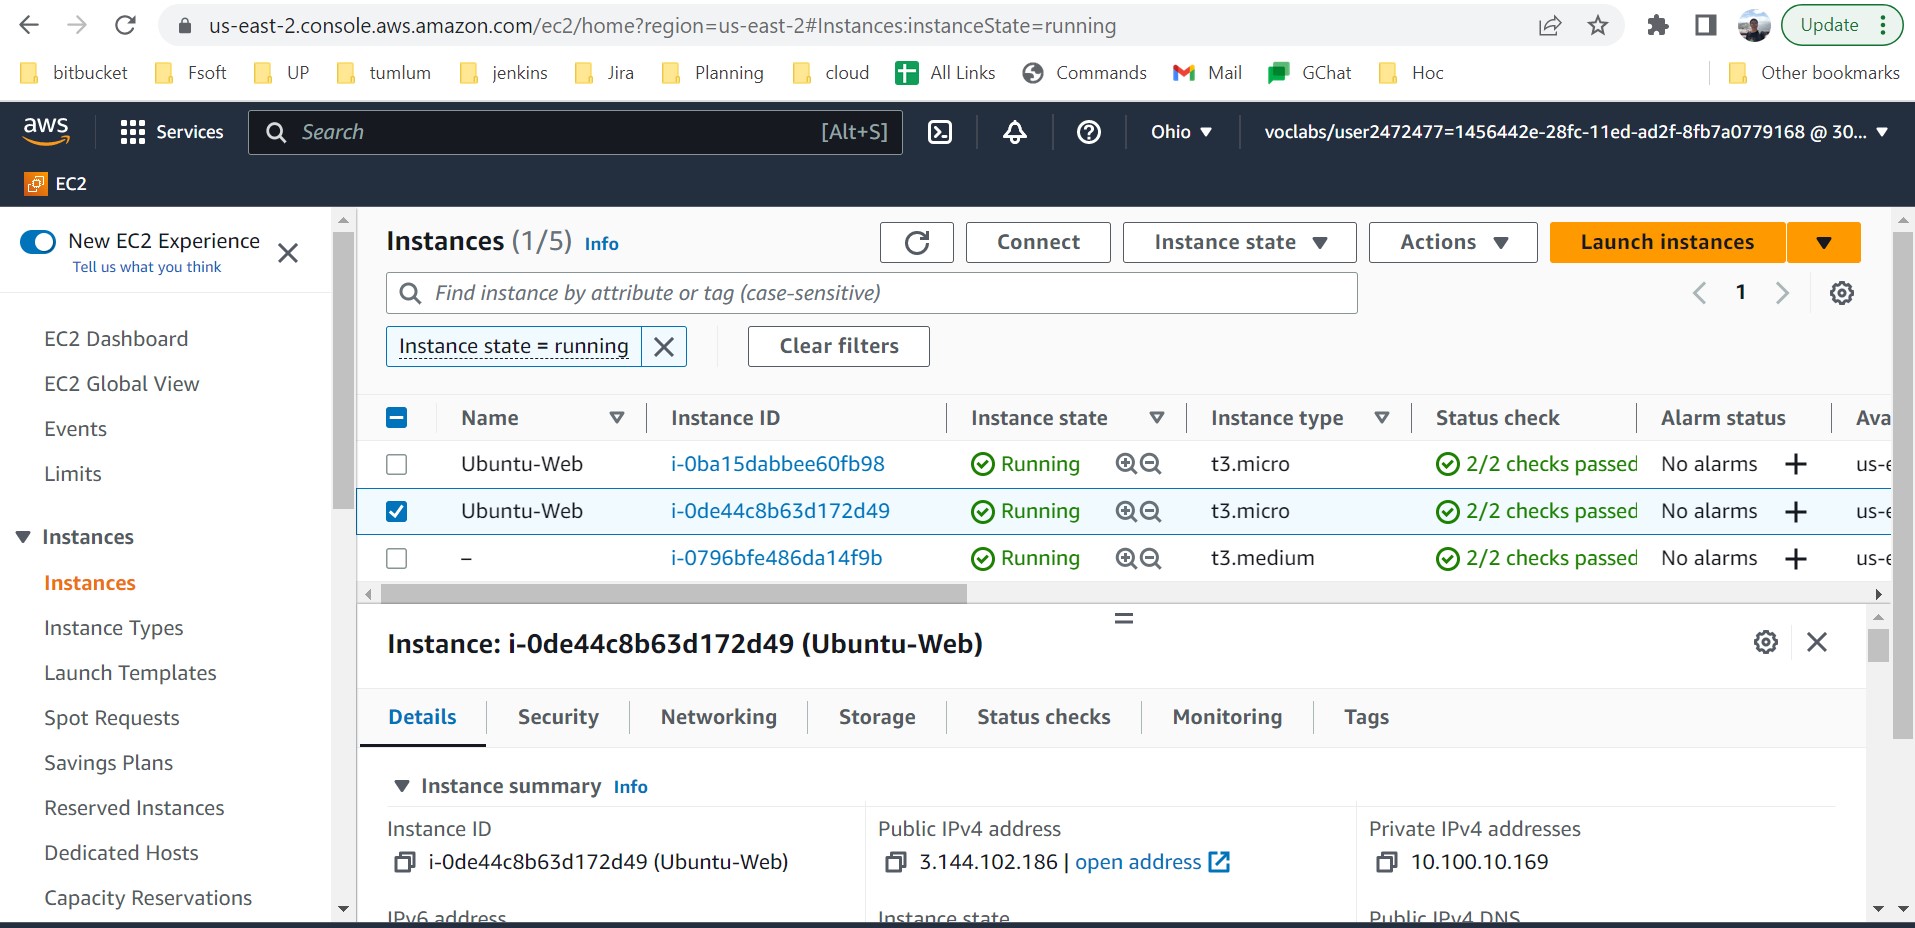 us-east-2.console.aws.amazon.com/ec2/home?region=us-east-2#Instances:instanceState=running
Update
bitbucket Fsoft UP tumlum jenkins Jira Planning cloud All Links Commands Mail GChat Hoc Other bookmarks
aws Services Search [Alt+S] Ohio voclabs/user2472477=1456442e-28fc-11ed-ad2f-8fb7a0779168 @ 30...
EC2
New EC2 Experience
Tell us what you think
EC2 Dashboard
EC2 Global View
Events
Limits
Instances
Instances
Instance Types
Launch Templates
Spot Requests
Savings Plans
Reserved Instances
Dedicated Hosts
Capacity Reservations
Instances (1/5) Info
Connect Instance state Actions Launch instances
Find instance by attribute or tag (case-sensitive)
1
Instance state = running
Clear filters
Name Instance ID Instance state Instance type Status check Alarm status Ava
Ubuntu-Web i-0ba15dabbee60fb98 Running t3.micro 2/2 checks passed No alarms + us-e
Ubuntu-Web i-0de44c8b63d172d49 Running t3.micro 2/2 checks passed No alarms + us-e
– i-0796bfe486da14f9b Running t3.medium 2/2 checks passed No alarms + us-e
Instance: i-0de44c8b63d172d49 (Ubuntu-Web)
Details Security Networking Storage Status checks Monitoring Tags
Instance summary Info
Instance ID
i-0de44c8b63d172d49 (Ubuntu-Web)
Public IPv4 address
3.144.102.186 | open address
Private IPv4 addresses
10.100.10.169
IPv6 address
Instance state
Public IPv4 DNS